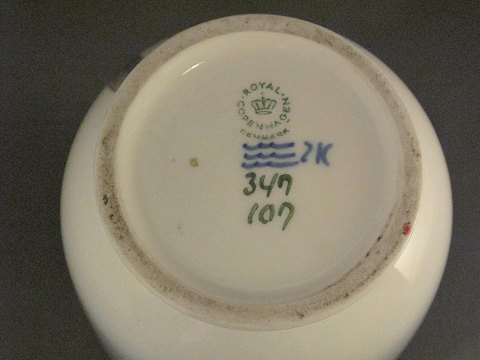 ROYAL
COPENHAGEN
DENMARK
2K
347
107